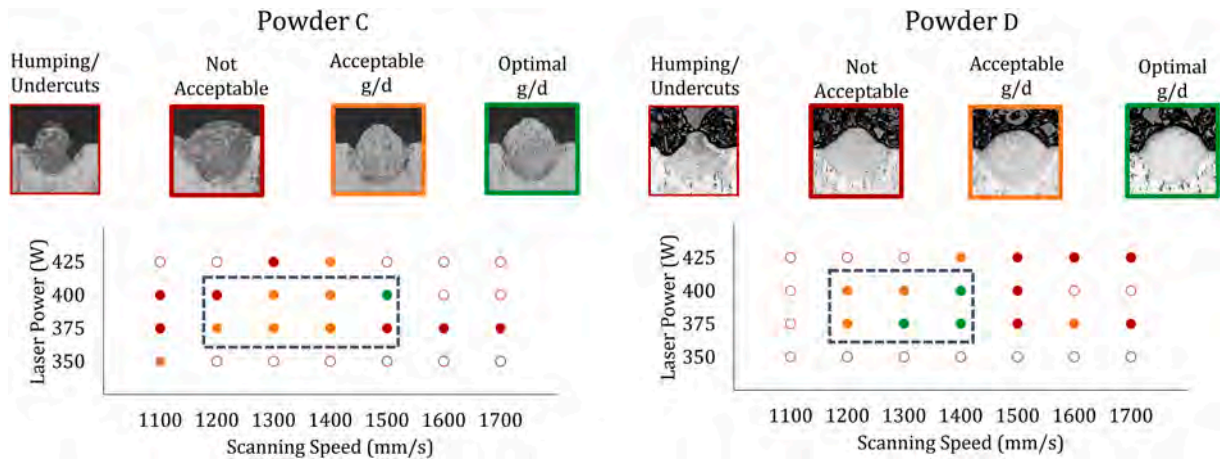 Powder C
Humping/
Undercuts
Not
Acceptable
Acceptable
g/d
Optimal
g/d
Laser Power (W)
425
400
375
350
1100 1200 1300 1400 1500 1600 1700
Scanning Speed (mm/s)
Powder D
Humping/
Undercuts
Not
Acceptable
Acceptable
g/d
Optimal
g/d
Laser Power (W)
425
400
375
350
1100 1200 1300 1400 1500 1600 1700
Scanning Speed (mm/s)